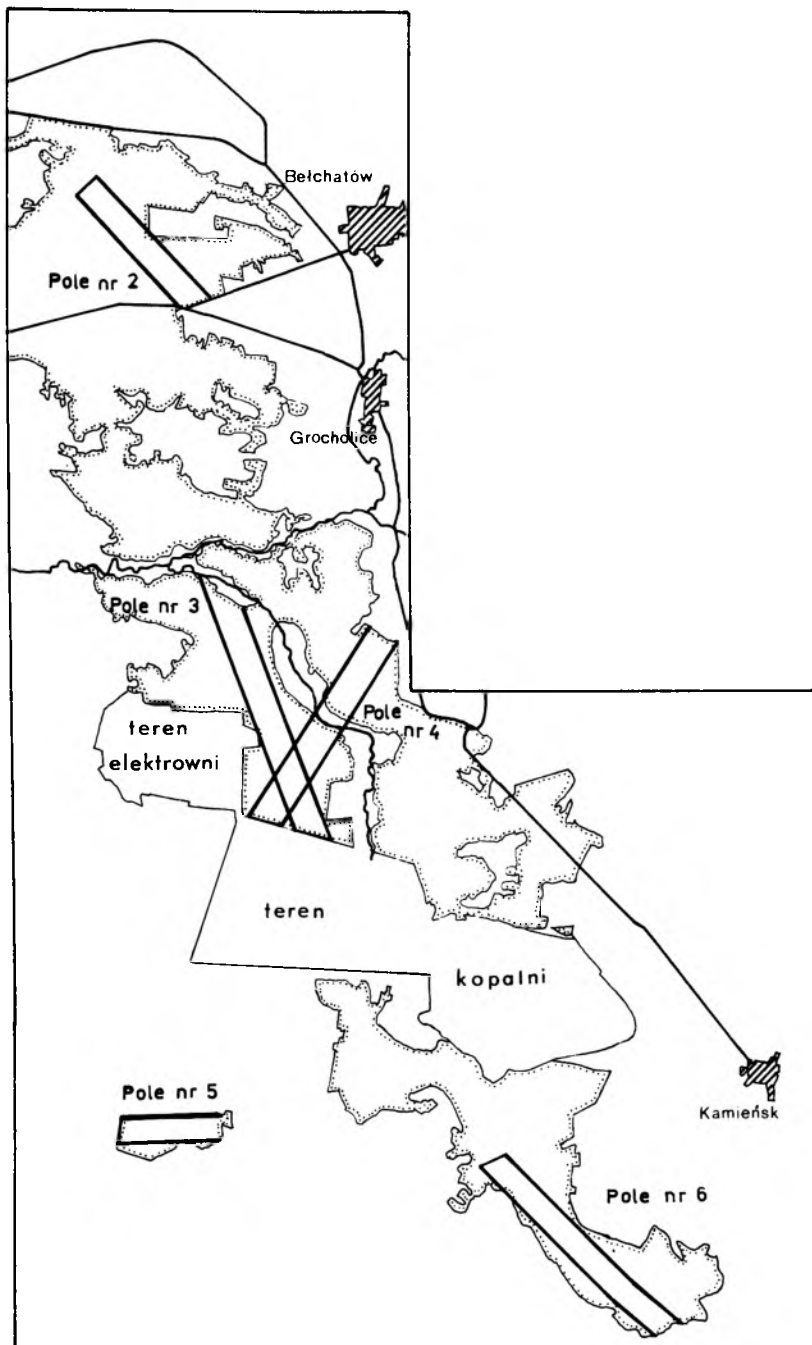 Bełchatów
Pole nr 2
Grocholice
Pole nr 3
Pole
nr 4
teren
elektrowni
teren
kopalni
Pole nr 5
Kamieńsk
Pole nr 6